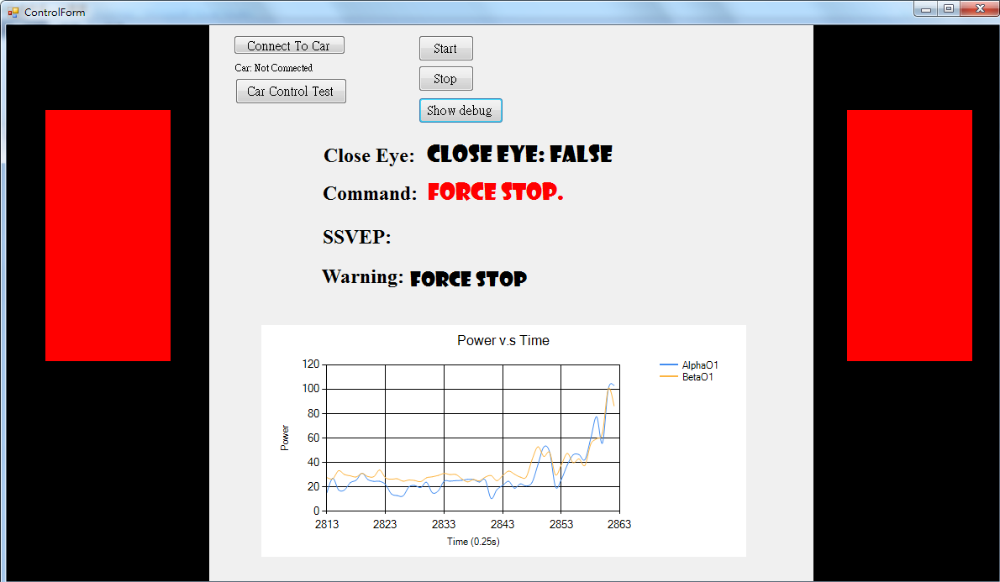 ControlForm
Connect To Car
Start
Car: Not Connected
Stop
Car Control Test
Show debug
Close Eye: CLOSE EYE: FALSE
Command: FORCE STOP.
SSVEP:
Warning: FORCE STOP
Power v.s Time
AlphaO1
BetaO1
Power
120
100
80
60
40
20
0
2813 2823 2833 2843 2853 2863
Time (0.25s)